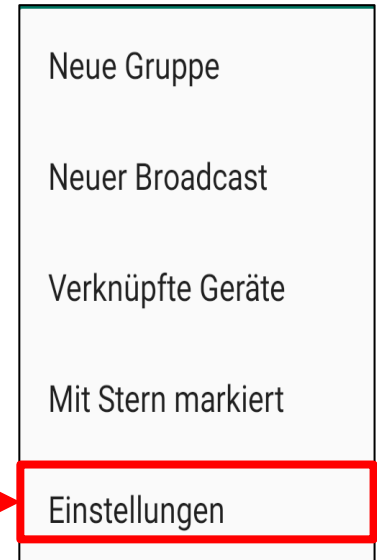 Neue Gruppe
Neuer Broadcast
Verknüpfte Geräte
Mit Stern markiert
Einstellungen